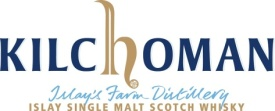 KILCHOMAN
Islay's Farm Distillery
ISLAY SINGLE MALT SCOTCH WHISKY